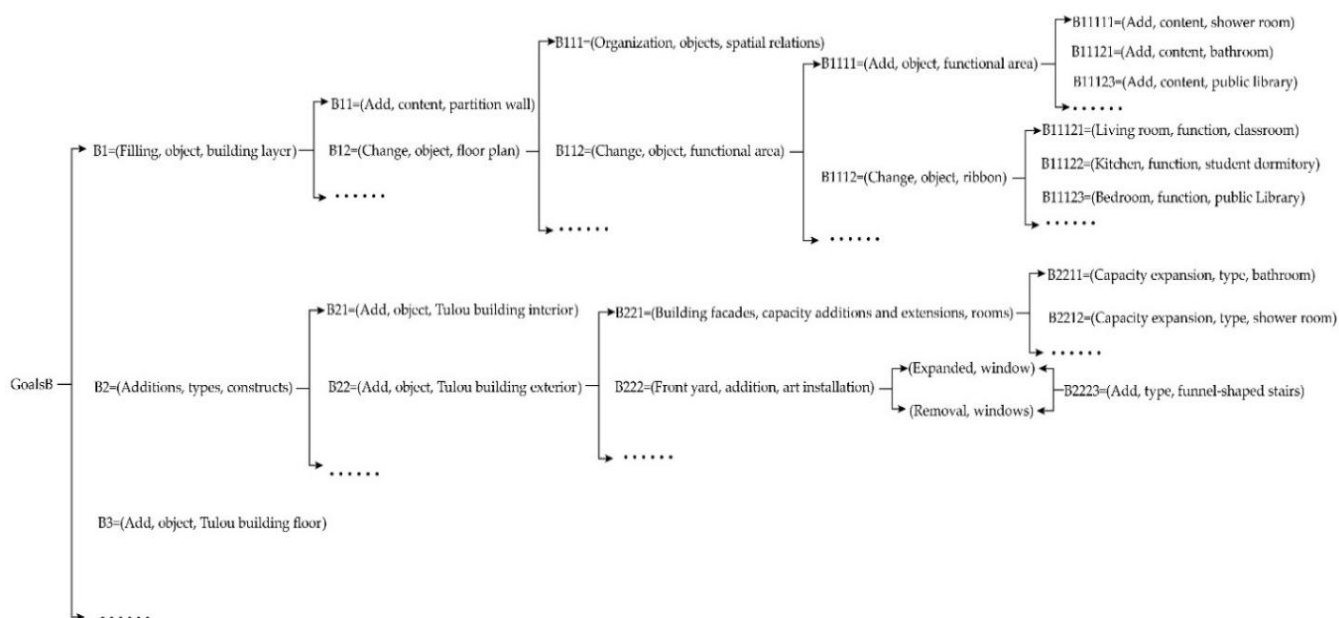 B11111=(Add, content, shower room)
B111=(Organization, objects, spatial relations)
B11121=(Add, content, bathroom)
B1111=(Add, object, functional area)
B11123=(Add, content, public library)
B11=(Add, content, partition wall)
......
B11121=(Living room, function, classroom)
B1=(Filling, object, building layer)
B12=(Change, object, floor plan)
B112=(Change, object, functional area)
B11122=(Kitchen, function, student dormitory)
B1112=(Change, object, ribbon)
B11123=(Bedroom, function, public Library)
......
......
......
......
B2211=(Capacity expansion, type, bathroom)
B21=(Add, object, Tulou building interior)
B221=(Building facades, capacity additions and extensions, rooms)
B2212=(Capacity expansion, type, shower room)
......
(Expanded, window)
GoalsB
B2=(Additions, types, constructs)
B22=(Add, object, Tulou building exterior)
B222=(Front yard, addition, art installation)
B2223=(Add, type, funnel-shaped stairs)
(Removal, windows)
......
......
B3=(Add, object, Tulou building floor)
......